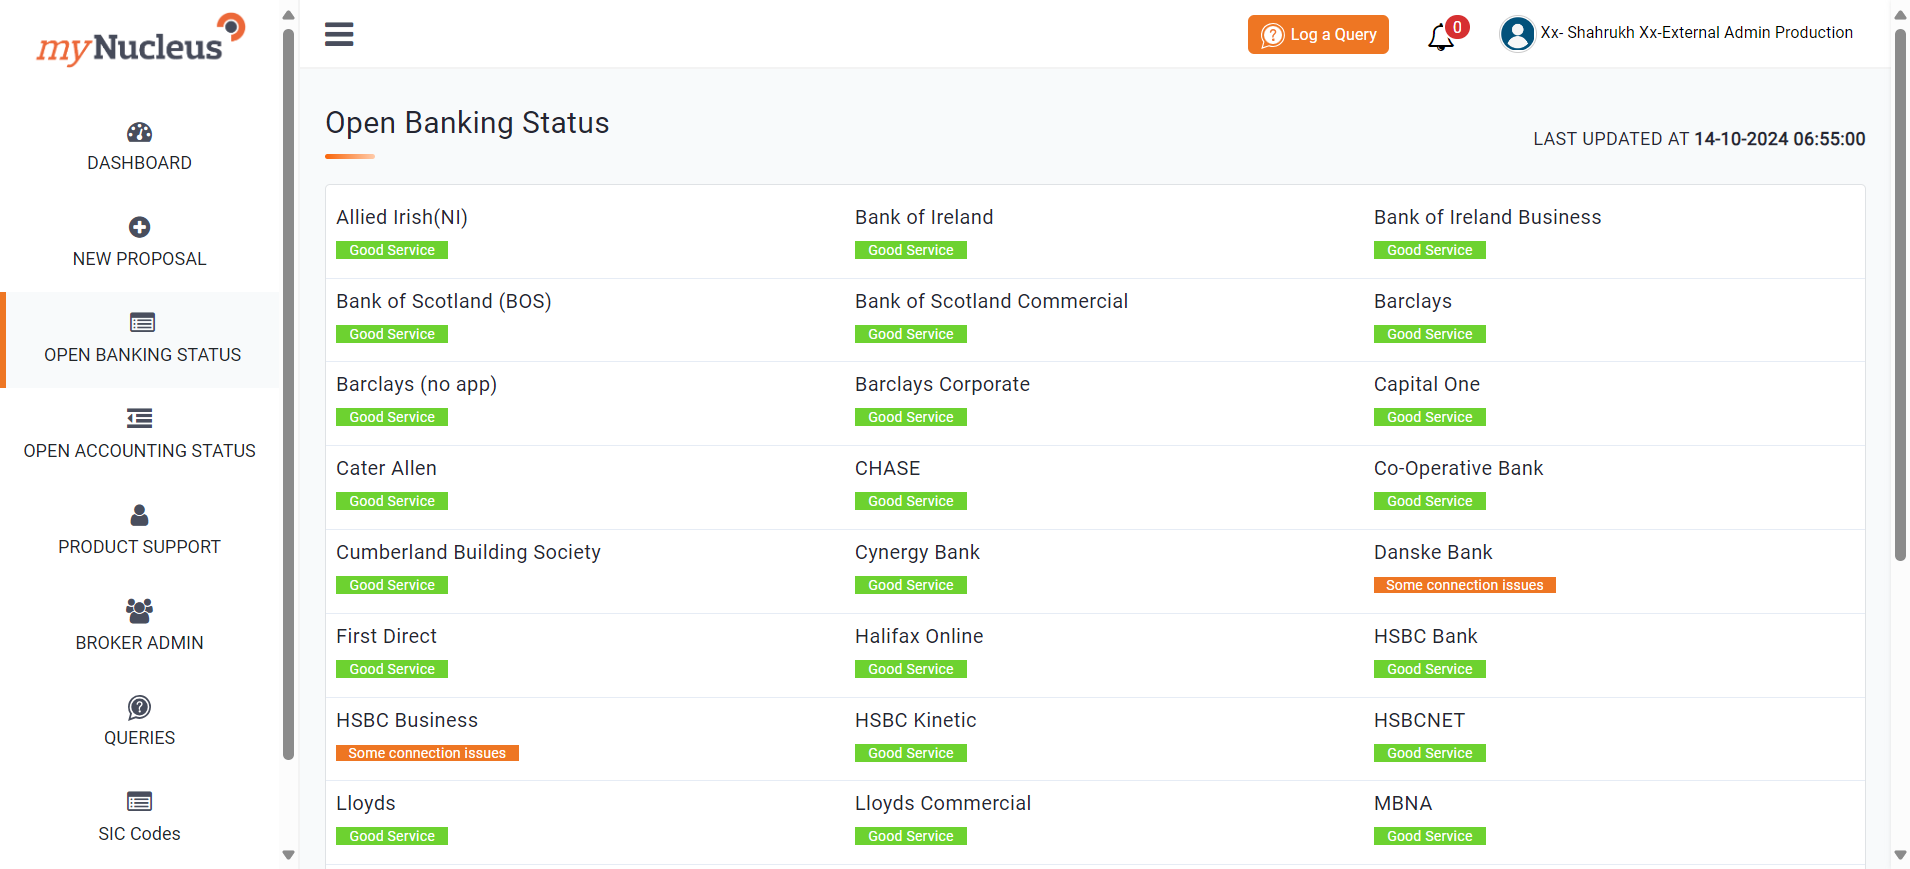 myNucleus
Log a Query
0
Xx- Shahrukh Xx-External Admin Production
DASHBOARD
NEW PROPOSAL
OPEN BANKING STATUS
OPEN ACCOUNTING STATUS
PRODUCT SUPPORT
BROKER ADMIN
QUERIES
SIC Codes
Open Banking Status
LAST UPDATED AT 14-10-2024 06:55:00
Allied Irish(NI)
Good Service
Bank of Ireland
Good Service
Bank of Ireland Business
Good Service
Bank of Scotland (BOS)
Good Service
Bank of Scotland Commercial
Good Service
Barclays
Good Service
Barclays (no app)
Good Service
Barclays Corporate
Good Service
Capital One
Good Service
Cater Allen
Good Service
CHASE
Good Service
Co-Operative Bank
Good Service
Cumberland Building Society
Good Service
Cynergy Bank
Good Service
Danske Bank
Some connection issues
First Direct
Good Service
Halifax Online
Good Service
HSBC Bank
Good Service
HSBC Business
Some connection issues
HSBC Kinetic
Good Service
HSBCNET
Good Service
Lloyds
Good Service
Lloyds Commercial
Good Service
MBNA
Good Service